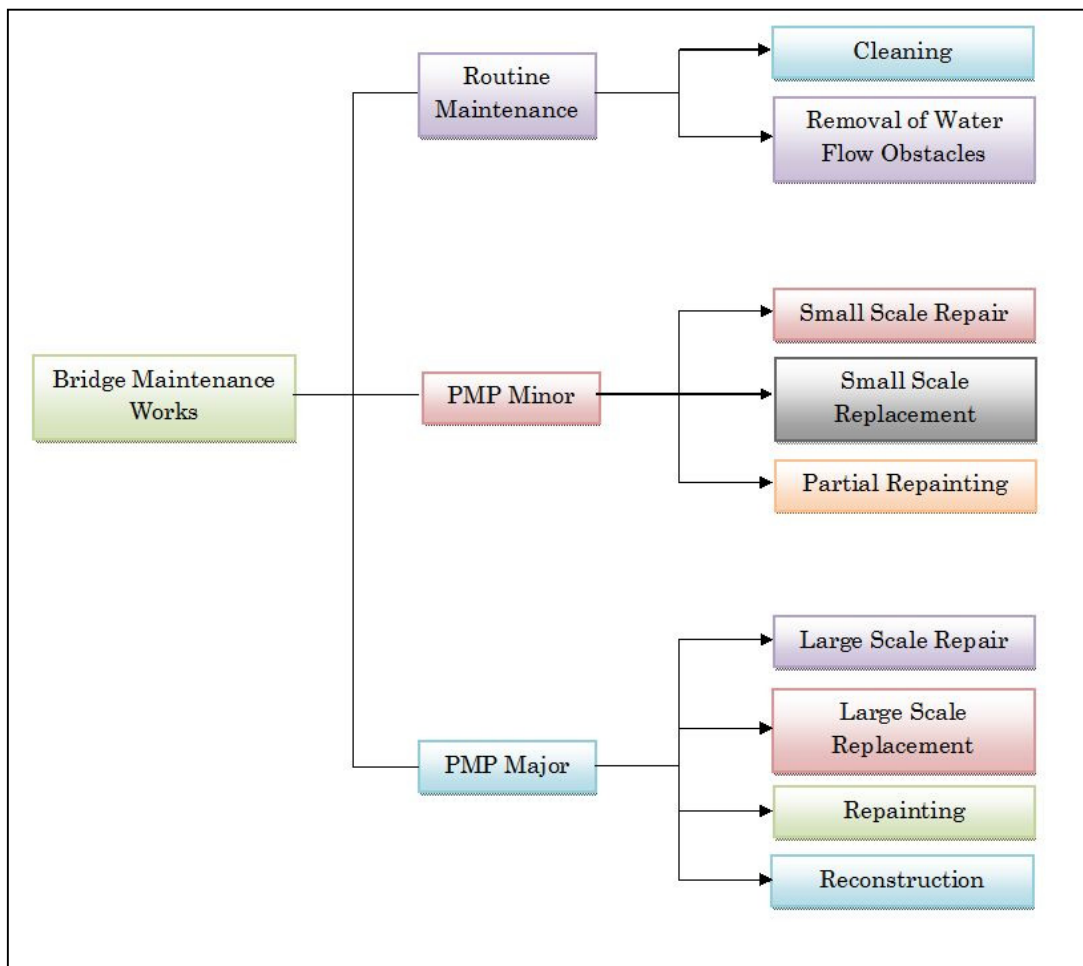 Bridge Maintenance
Works
Routine
Maintenance
Cleaning
Removal of Water
Flow Obstacles
PMP Minor
Small Scale Repair
Small Scale
Replacement
Partial Repainting
PMP Major
Large Scale Repair
Large Scale
Replacement
Repainting
Reconstruction